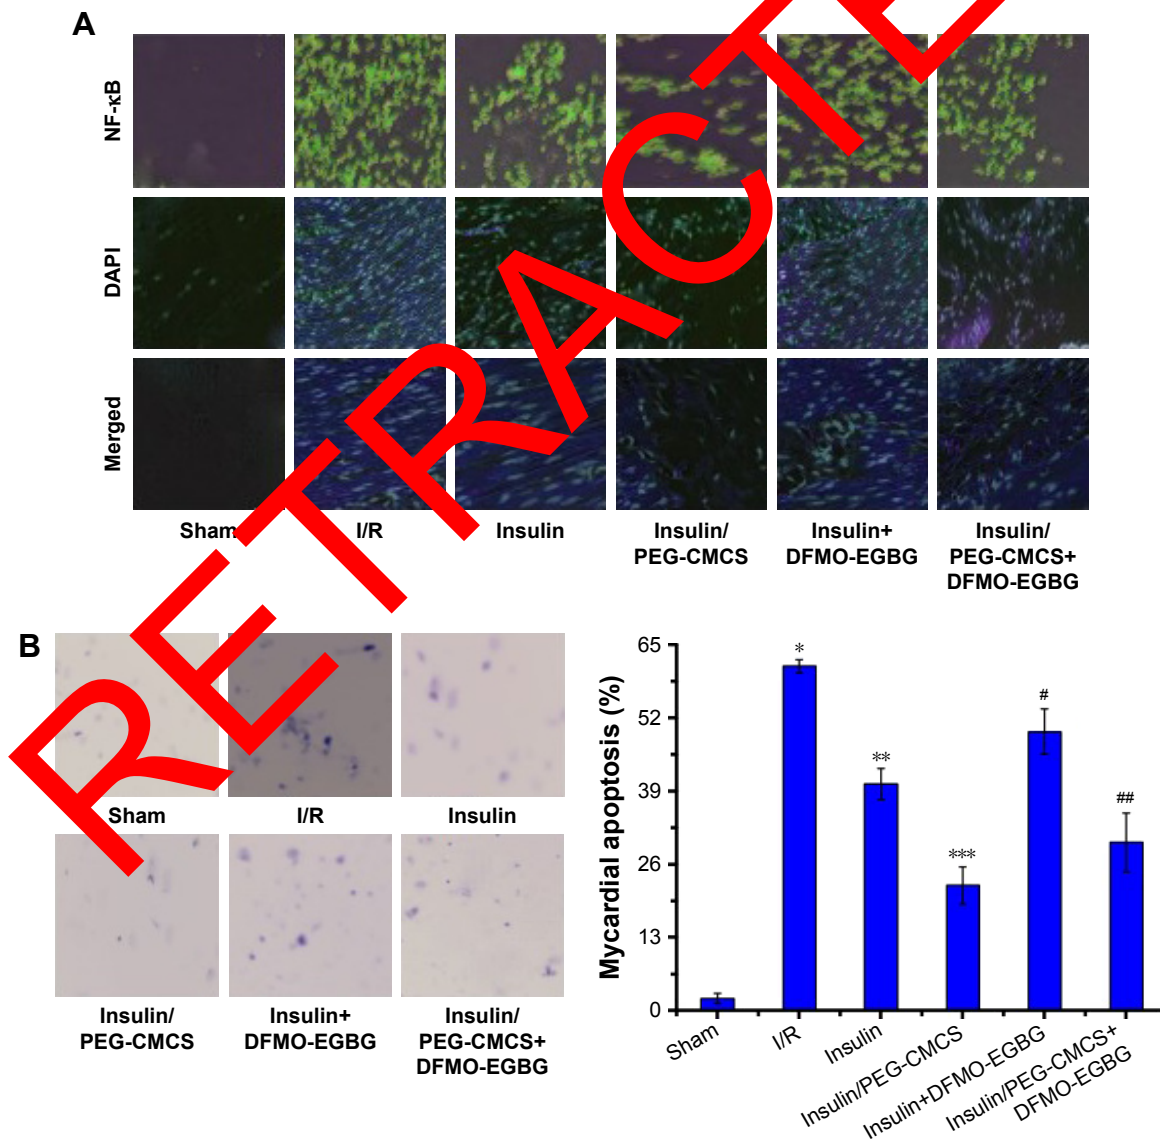 A
NF-κB
DAPI
Merged
Sham
I/R
Insulin
Insulin/
PEG-CMCS
Insulin+
DFMO-EGBG
Insulin/
PEG-CMCS+
DFMO-EGBG
RETRACTE
B
Sham
I/R
Insulin
Insulin/
PEG-CMCS
Insulin+
DFMO-EGBG
Insulin/
PEG-CMCS+
DFMO-EGBG
Mycardial apoptosis (%)
65
52
39
26
13
0
*
**
***
#
##
Sham
I/R
Insulin
Insulin/PEG-CMCS
Insulin+DFMO-EGBG
Insulin/PEG-CMCS+
DFMO-EGBG